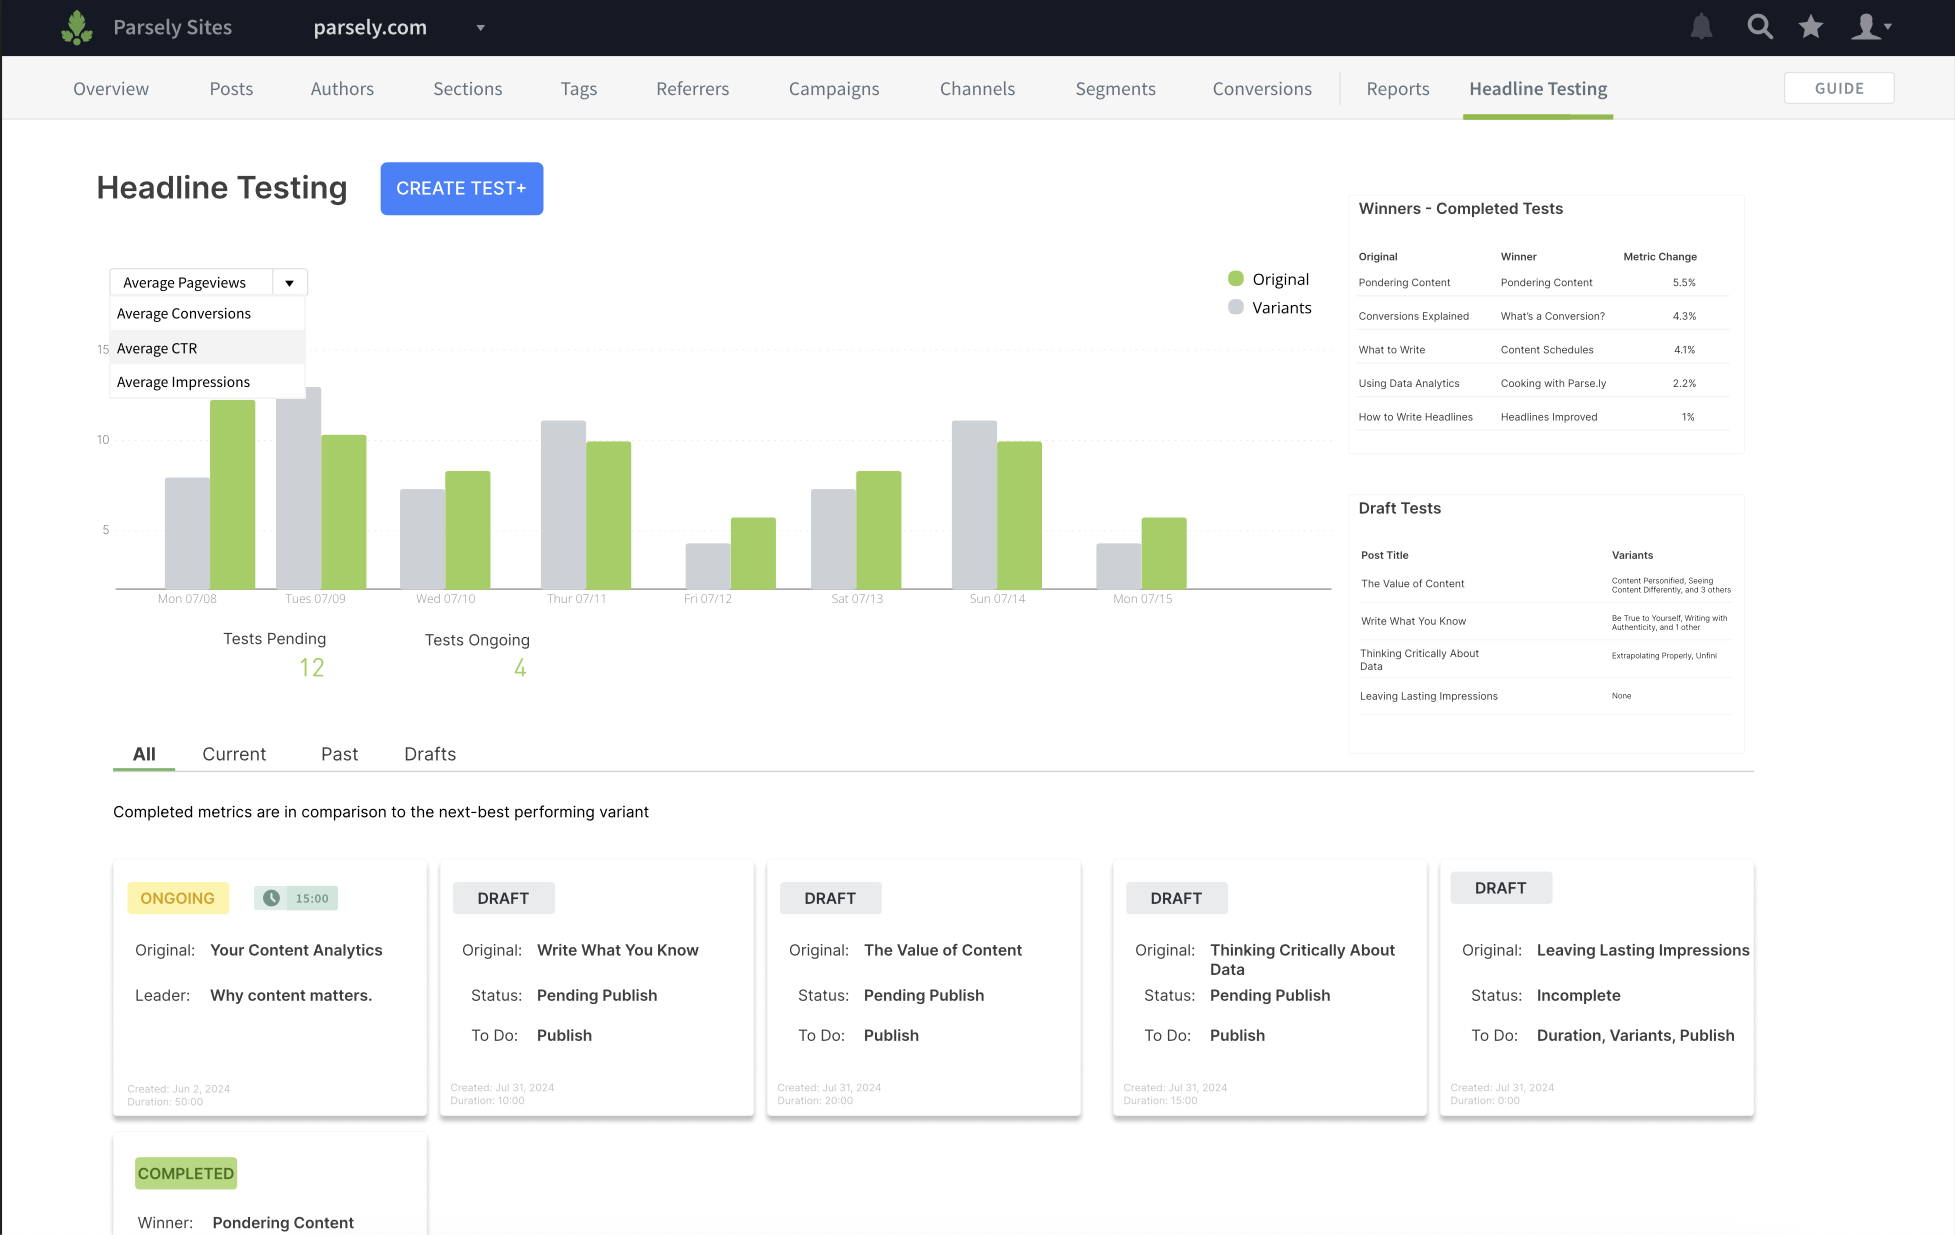 Parsely Sites
parsely.com
Overview
Posts
Authors
Sections
Tags
Referrers
Campaigns
Channels
Segments
Conversions
Reports
Headline Testing
GUIDE
Headline Testing
CREATE TEST+
Average Pageviews
Average Conversions
Average CTR
Average Impressions
Original
Variants
15
10
5
Mon 07/08
Tues 07/09
Wed 07/10
Thur 07/11
Fri 07/12
Sat 07/13
Sun 07/14
Mon 07/15
Tests Pending
12
Tests Ongoing
4
Winners - Completed Tests
Original Winner Metric Change
Pondering Content Pondering Content 5.5%
Conversions Explained What's a Conversion? 4.3%
What to Write Content Schedules 4.1%
Using Data Analytics Cooking with Parse.ly 2.2%
How to Write Headlines Headlines Improved 1%
Draft Tests
Post Title Variants
The Value of Content
Content Personified, Seeing
Content Differently, and 3 others
Write What You Know
Be True to Yourself, Writing with
Authenticity, and 1 other
Thinking Critically About
Data
Extrapolating Properly, Unfini
Leaving Lasting Impressions
None
All
Current
Past
Drafts
Completed metrics are in comparison to the next-best performing variant
ONGOING
15:00
Original: Your Content Analytics
Leader: Why content matters.
Created: Jun 2, 2024
Duration: 50:00
DRAFT
Original: Write What You Know
Status: Pending Publish
To Do: Publish
Created: Jul 31, 2024
Duration: 10:00
DRAFT
Original: The Value of Content
Status: Pending Publish
To Do: Publish
Created: Jul 31, 2024
Duration: 20:00
DRAFT
Original: Thinking Critically About
Data
Status: Pending Publish
To Do: Publish
Created: Jul 31, 2024
Duration: 15:00
DRAFT
Original: Leaving Lasting Impressions
Status: Incomplete
To Do: Duration, Variants, Publish
Created: Jul 31, 2024
Duration: 0:00
COMPLETED
Winner: Pondering Content